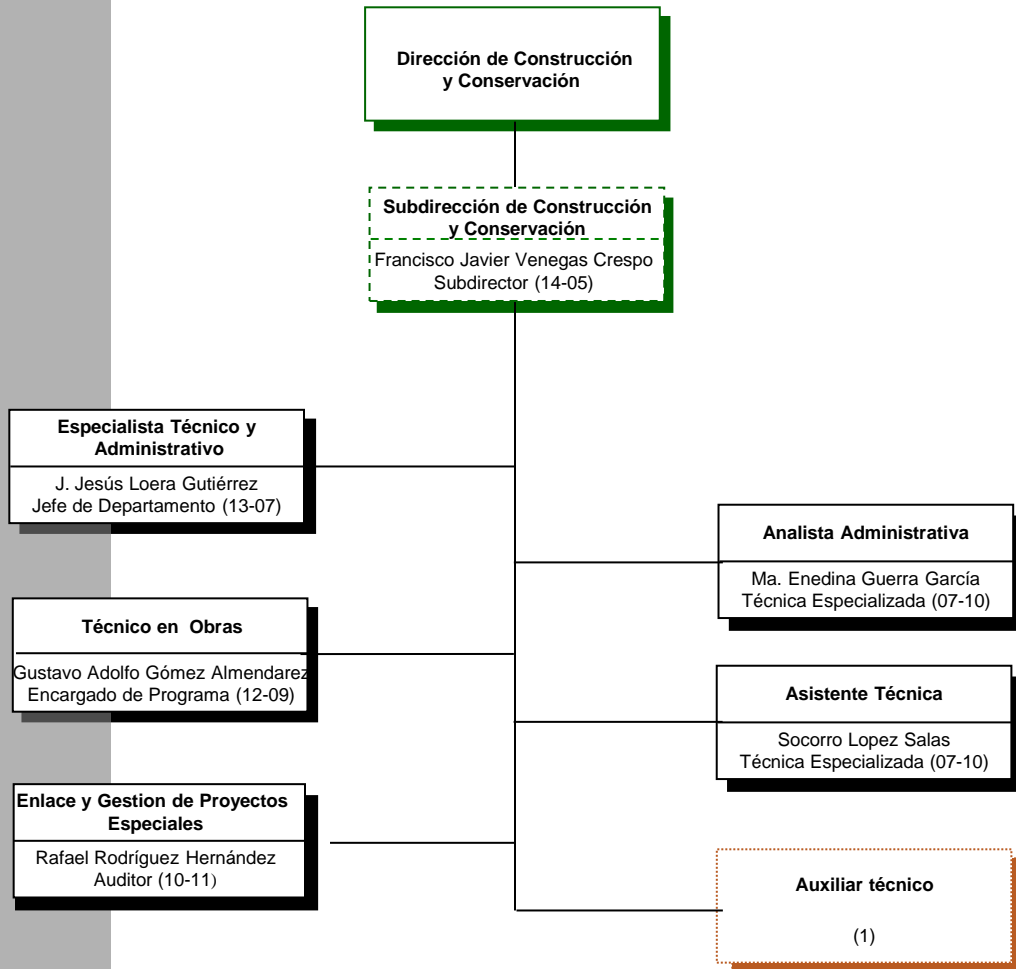 Dirección de Construcción
y Conservación
Subdirección de Construcción
y Conservación
Francisco Javier Venegas Crespo
Subdirector (14-05)
Especialista Técnico y
Administrativo
J. Jesús Loera Gutiérrez
Jefe de Departamento (13-07)
Analista Administrativa
Ma. Enedina Guerra García
Técnica Especializada (07-10)
Técnico en Obras
Gustavo Adolfo Gómez Almendarez
Encargado de Programa (12-09)
Asistente Técnica
Socorro Lopez Salas
Técnica Especializada (07-10)
Enlace y Gestion de Proyectos
Especiales
Rafael Rodríguez Hernández
Auditor (10-11)
Auxiliar técnico
(1)